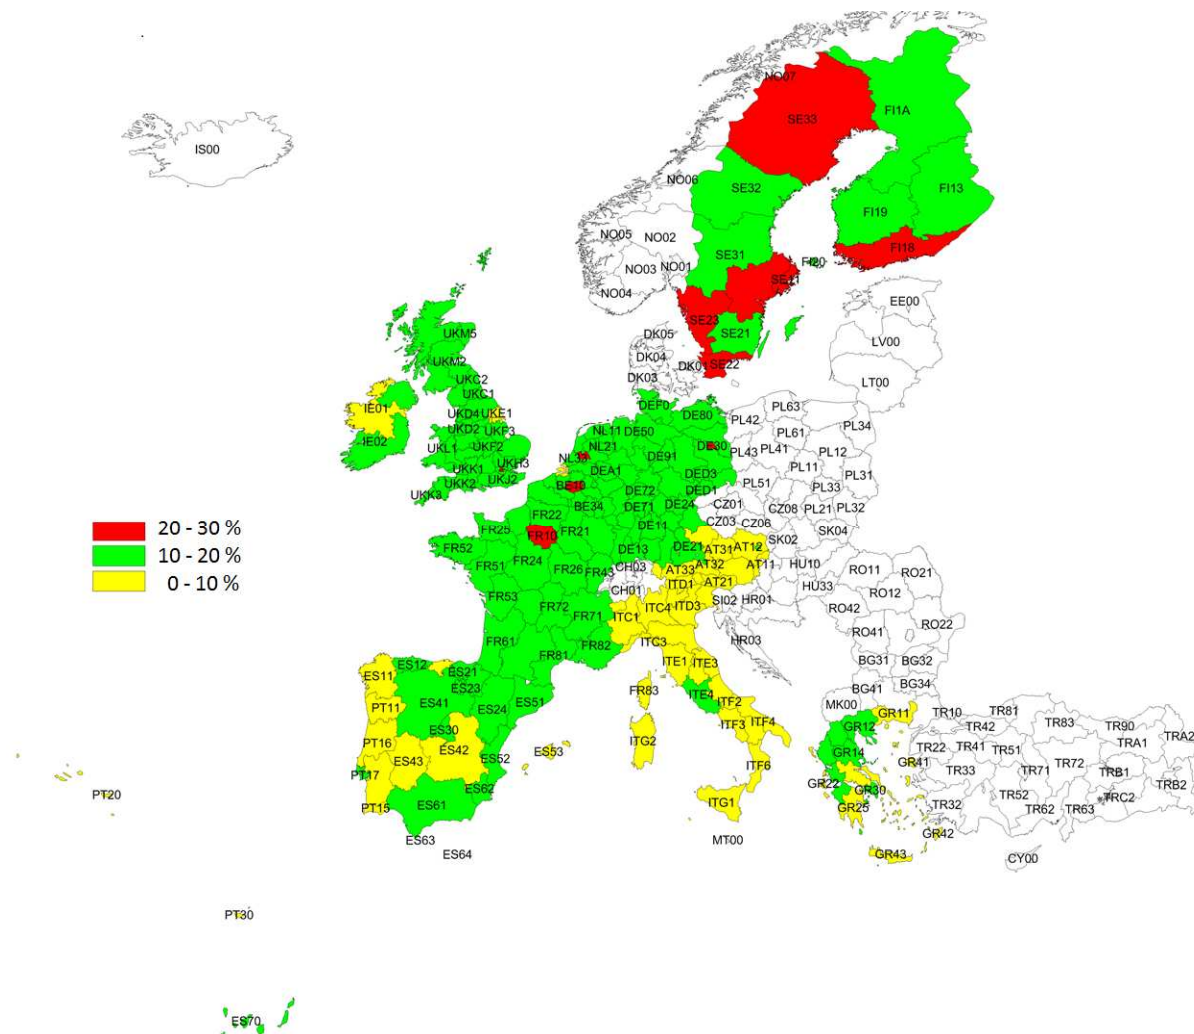 NO07
SE33
FI1A
IS00
NO06
SE32
FI13
FI19
NO05
NO02
SE31
FI18
NO03
NO01
FI20
NO04
SE11
EE00
SE23
SE21
DK05
LV00
UKM5
DK04
SE22
DK01
UKM2
DK03
LT00
UKC2
UKC1
DEF0
PL63
IE01
UKD4
UKE1
DE80
PL42
PL34
UKD2
UKF3
NL11
DE50
PL61
IE02
UKL1
UKF2
NL21
DE30
PL43
PL41
PL12
UKH3
DE91
UKK1
DEA1
PL11
PL31
UKK2
UKJ2
DED3
PL51
PL33
UKK3
BE10
DE72
DED1
BE34
DE71
DE24
CZ01
CZ08
PL21
PL32
FR22
CZ03
CZ06
20 - 30 %
FR25
FR21
DE11
SK04
FR10
SK02
FR52
DE13
DE21
AT31
AT12
10 - 20 %
FR24
AT32
AT11
HU10
FR51
FR26
FR43
CH03
AT33
RO11
RO21
0 - 10 %
CH01
ITD1
AT21
HU33
RO12
FR53
SI02
HR01
FR72
FR71
ITC1
ITC4
ITD3
RO42
RO22
FR61
FR82
ITC3
HR03
RO41
FR81
ITE1
ITE3
BG31
BG32
ES12
ES21
ES11
ES23
FR83
ITE4
BG41
BG34
PT11
ES41
ES24
ES51
ITF2
MK00
GR11
TR10
TR81
ES30
ITF3
ITF4
GR12
TR42
TR83
TR90
PT16
ES42
ES53
ITG2
TR22
TR41
TR51
TRA1
TRA2
ES43
ES52
GR14
GR41
TR33
TR71
TR72
TRB1
PT17
ITF6
GR22
GR30
TRB2
PT20
ES62
PT15
ES61
ITG1
GR25
TR32
TR52
TR62
TR63
TRC2
ES63
MT00
GR42
ES64
GR43
CY00
PT30
ES70